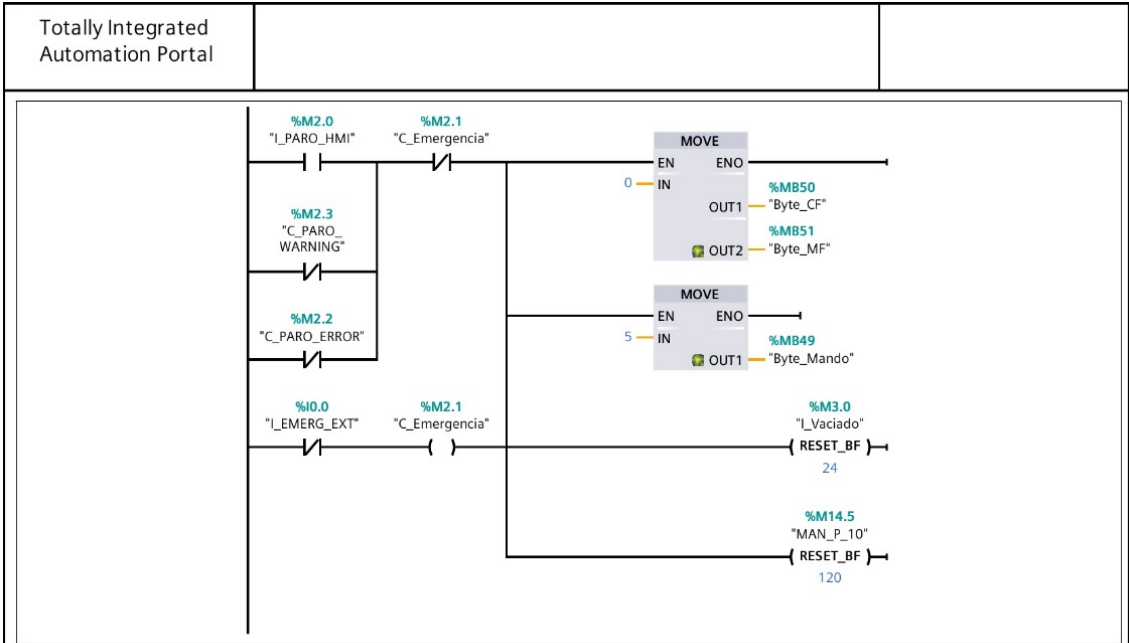 Totally Integrated
Automation Portal
%M2.0
"I_PARO_HMI"
%M2.1
"C_Emergencia"
MOVE
EN ENO
0 IN
%MB50
OUT1 "Byte_CF"
%MB51
OUT2 "Byte_MF"
%M2.3
"C_PARO_
WARNING"
%M2.2
"C_PARO_ERROR"
MOVE
EN ENO
5 IN
%MB49
OUT1 "Byte_Mando"
%I0.0
"I_EMERG_EXT"
%M2.1
"C_Emergencia"
%M3.0
"I_Vaciado"
RESET_BF
24
%M14.5
"MAN_P_10"
RESET_BF
120